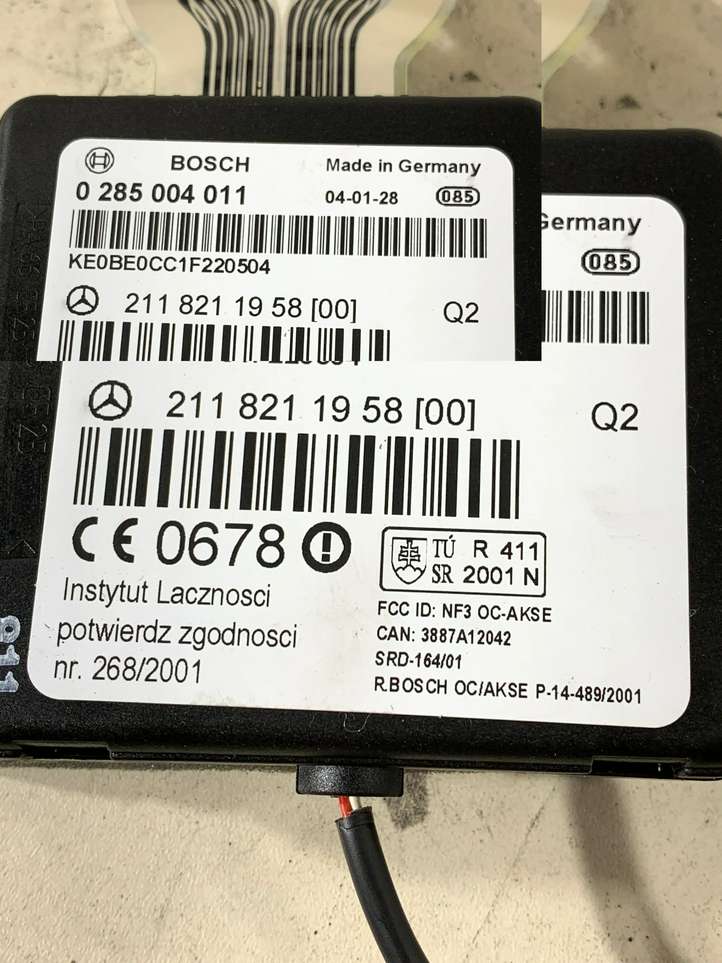 BOSCH Made in Germany
0 285 004 011 04-01-28 085
KE0BE0CC1F220504
211 821 19 58 [00] Q2
Germany
085
211 821 19 58 [00] Q2
CE 0678
TÚ R 411
SR 2001 N
Instytut Lacznosci
potwierdz zgodnosci
nr. 268/2001
FCC ID: NF3 OC-AKSE
CAN: 3887A12042
SRD-164/01
R.BOSCH OC/AKSE P-14-489/2001